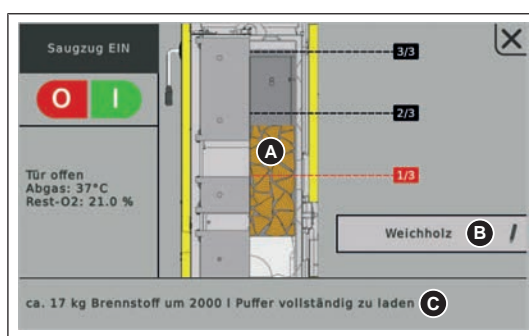 Saugzug EIN
O I
Tür offen
Abgas: 37°C
Rest-O2: 21.0 %
3/3
2/3
A
1/3
Weichholz B
ca. 17 kg Brennstoff um 2000 l Puffer vollständig zu laden C